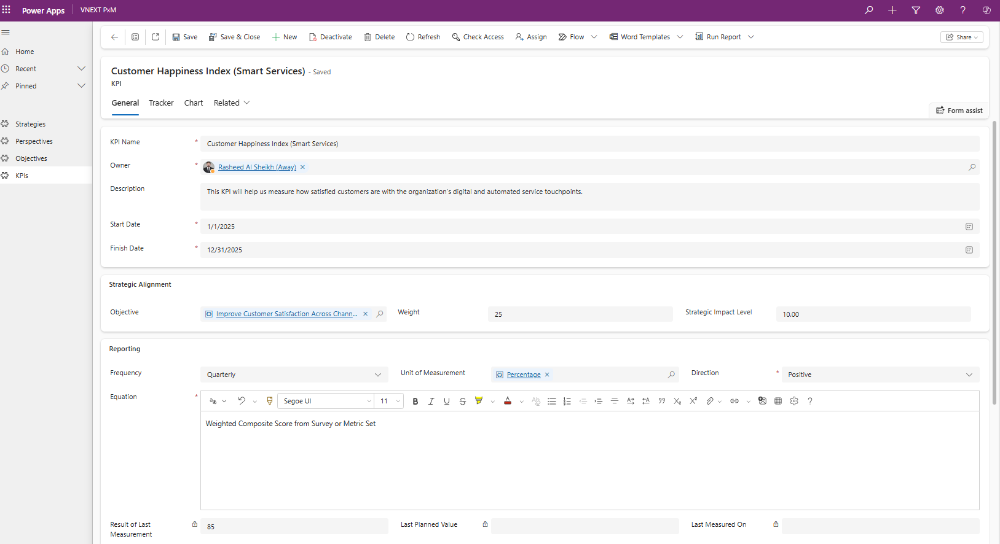 Power Apps VNEXT PxM
Home
Recent
Pinned
Strategies
Perspectives
Objectives
KPIs
Save Save & Close New Deactivate Delete Refresh Check Access Assign Flow Word Templates Run Report Share
Customer Happiness Index (Smart Services) - Saved
KPI
General Tracker Chart Related
Form assist
KPI Name * Customer Happiness Index (Smart Services)
Owner * Rasheed Al Sheikh (Away)
Description This KPI will help us measure how satisfied customers are with the organization's digital and automated service touchpoints.
Start Date * 1/1/2025
Finish Date * 12/31/2025
Strategic Alignment
Objective Improve Customer Satisfaction Across Chann... Weight 25 Strategic Impact Level 10.00
Reporting
Frequency Quarterly Unit of Measurement Percentage Direction * Positive
Equation * Segoe UI 11
Weighted Composite Score from Survey or Metric Set
Result of Last Measurement 85 Last Planned Value Last Measured On